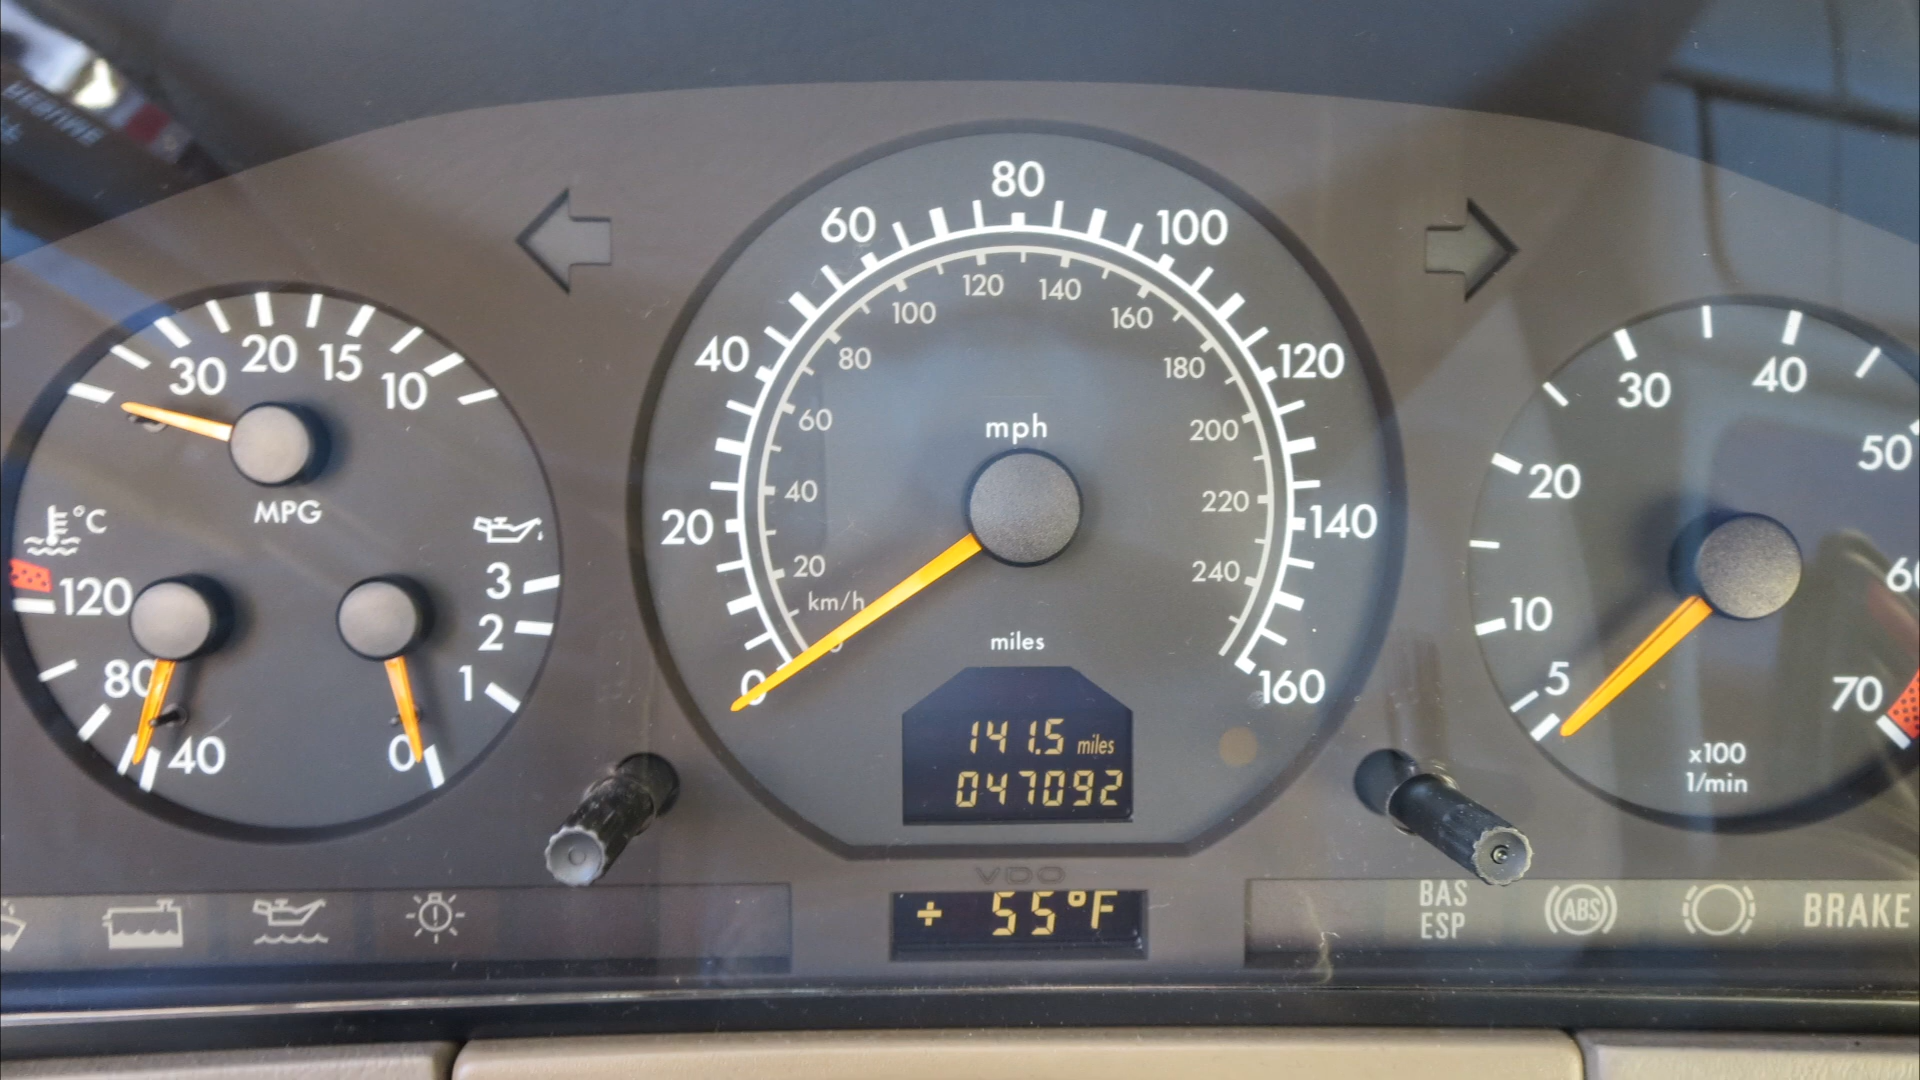 30 20 15 10
MPG
°C
120
80
40
3
2
1
0
0
20
40
60
80
100
120
140
160
mph
20
40
60
80
100
120
140
160
180
200
220
240
km/h
miles
141.5 miles
047092
VDO
+ 55°F
5
10
20
30
40
50
70
x100
1/min
BAS
ESP
ABS
BRAKE